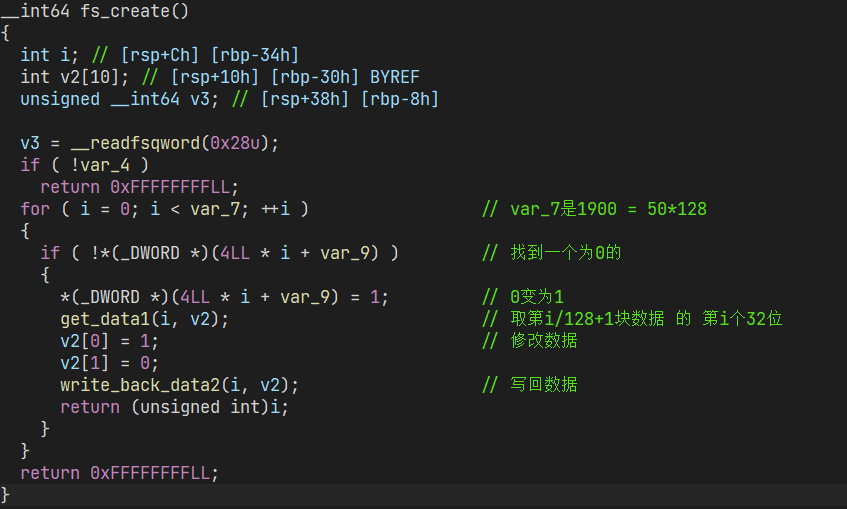 __int64 fs_create()
{
  int i; // [rsp+Ch] [rbp-34h]
  int v2[10]; // [rsp+10h] [rbp-30h] BYREF
  unsigned __int64 v3; // [rsp+38h] [rbp-8h]

  v3 = __readfsqword(0x28u);
  if ( !var_4 )
    return 0xFFFFFFFFLL;
  for ( i = 0; i < var_7; ++i )                 // var_7是1900 = 50*128
  {
    if ( !*(_DWORD *)(4LL * i + var_9) )        // 找到一个为0的
    {
      *(_DWORD *)(4LL * i + var_9) = 1;         // 0变为1
      get_data1(i, v2);                         // 取第i/128+1块数据 的 第i个32位
      v2[0] = 1;                                // 修改数据
      v2[1] = 0;
      write_back_data2(i, v2);                  // 写回数据
      return (unsigned int)i;
    }
  }
  return 0xFFFFFFFFLL;
}